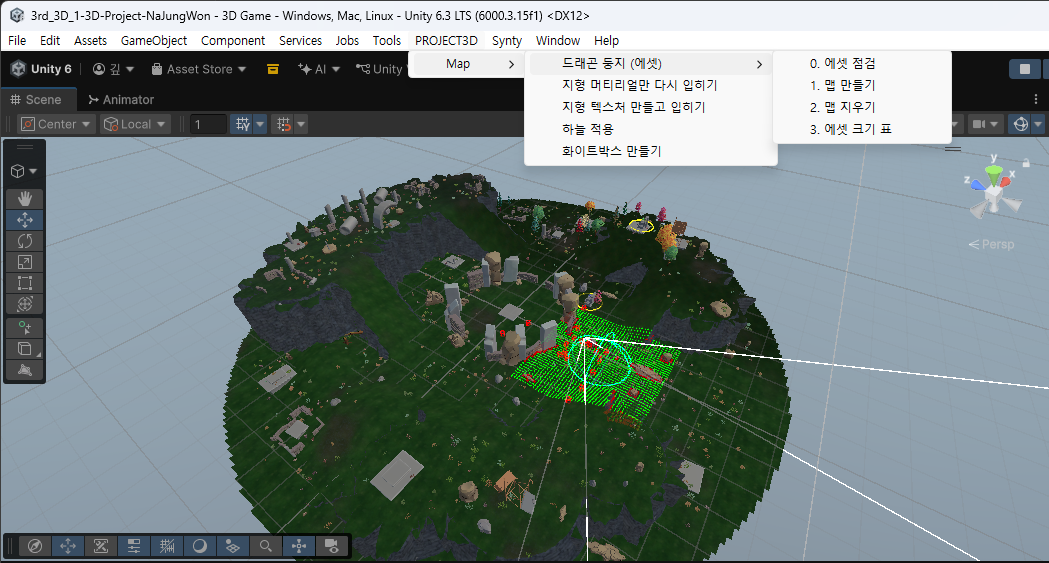 3rd_3D_1-3D-Project-NaJungWon - 3D Game - Windows, Mac, Linux - Unity 6.3 LTS (6000.3.15f1) <DX12>
File Edit Assets GameObject Component Services Jobs Tools PROJECT3D Synty Window Help
Unity 6 깊 Asset Store AI Unity
Map
드래곤 둥지 (에셋)
지형 머티리얼만 다시 입히기
지형 텍스처 만들고 입히기
하늘 적용
화이트박스 만들기
0. 에셋 점검
1. 맵 만들기
2. 맵 지우기
3. 에셋 크기 표
Scene Animator
Center Local 1
y
z x
Persp